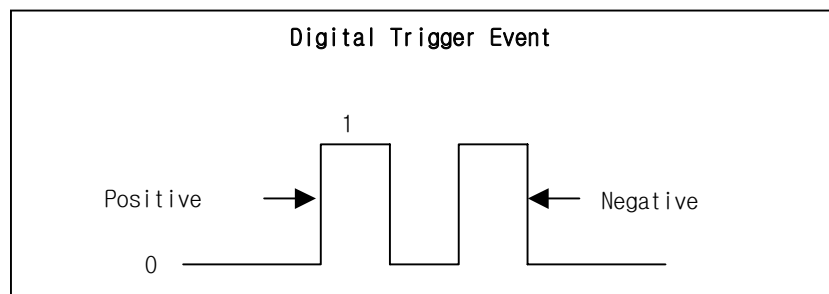 Digital Trigger Event
1
Positive
Negative
0